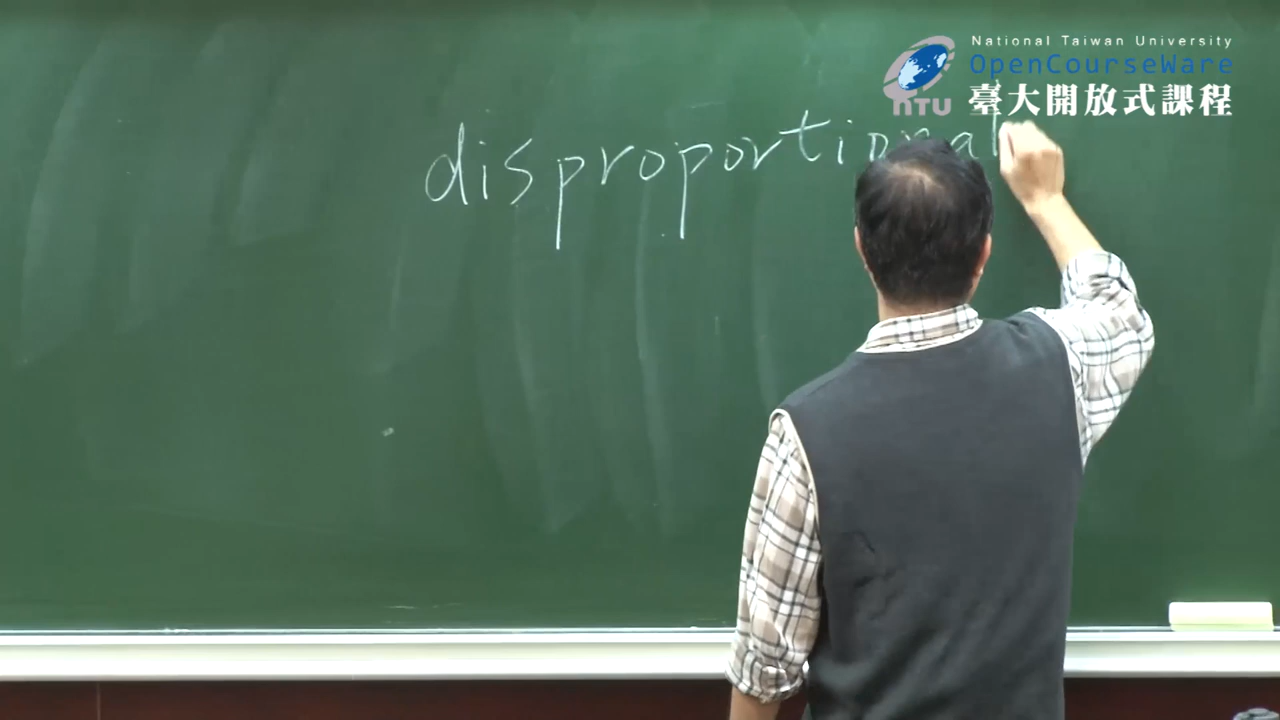 National Taiwan University
OpenCourseWare
NTU
臺大開放式課程
disproportional